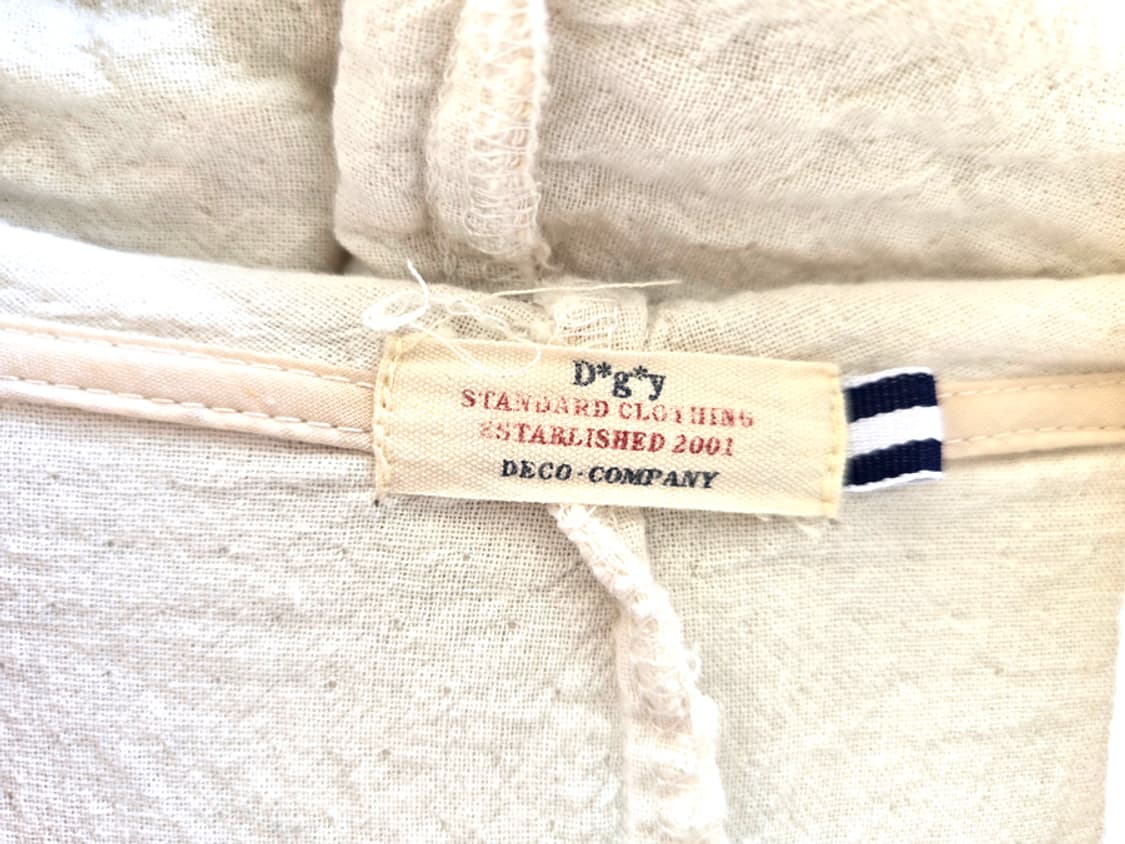 D*g*y
STANDARD CLOTHING
ESTABLISHED 2001
DECO-COMPANY